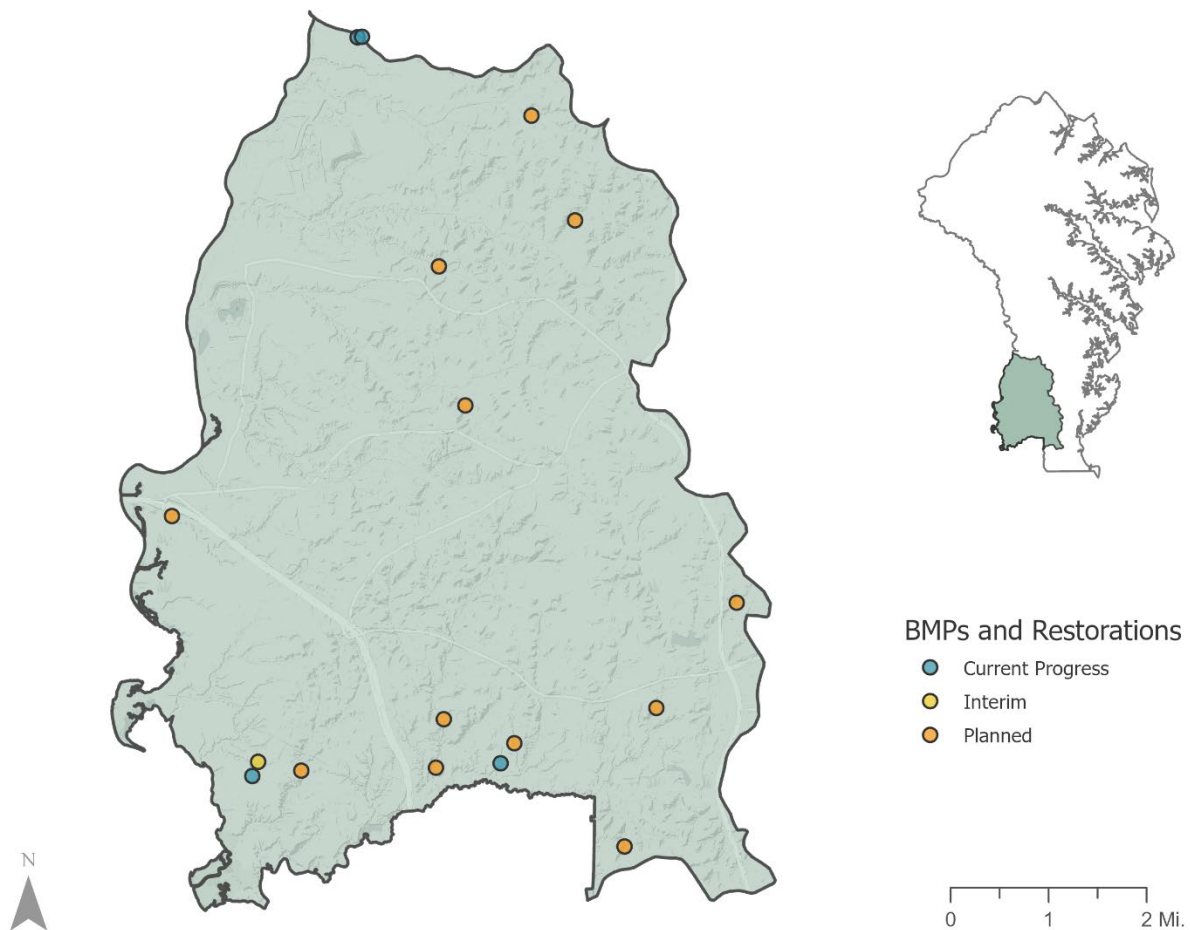 BMPs and Restorations
Current Progress
Interim
Planned
N
0 1 2 Mi.